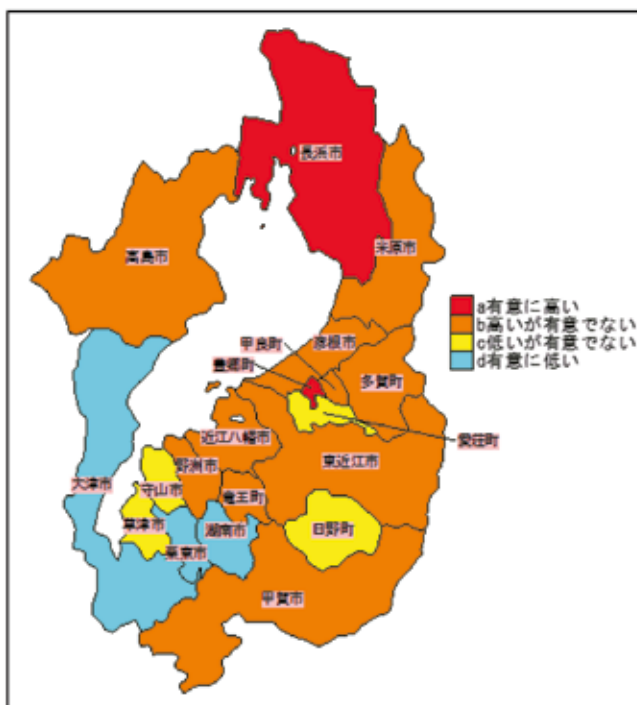 長浜市
米原市
高島市
a有意に高い
b高いが有意でない
c低いが有意でない
d有意に低い
甲良町
彦根市
豊郷町
多賀町
愛荘町
近江八幡市
東近江市
野洲市
大津市
守山市
竜王町
草津市
湖南市
日野町
栗東市
甲賀市